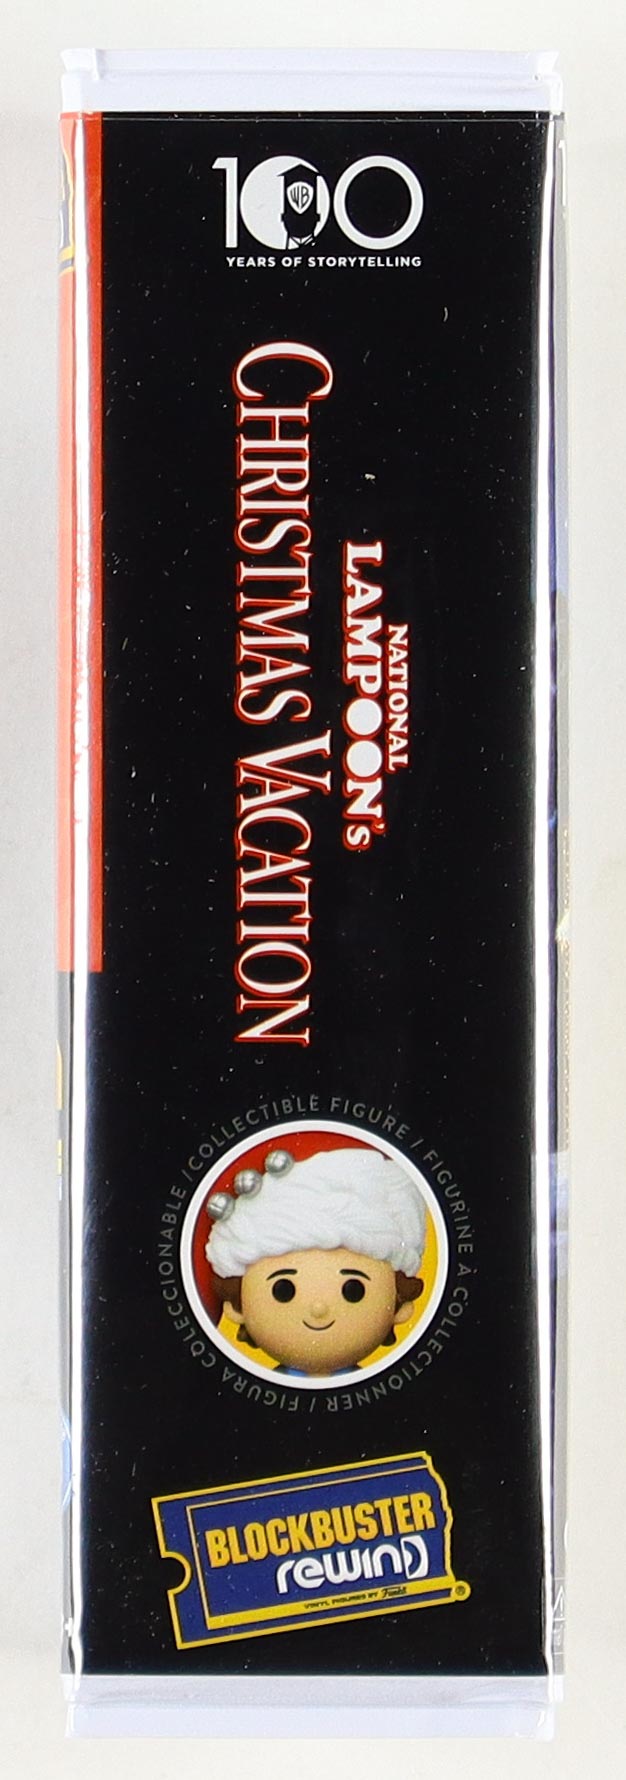 100
WB
YEARS OF STORYTELLING
NATIONAL
LAMPOON'S
CHRISTMAS VACATION
COLLECTIBLE FIGURE / FIGURINE À COLLECTIONNER / FIGURA COLECCIONABLE /
BLOCKBUSTER
rewind
VINYL FIGURES BY Funko
®